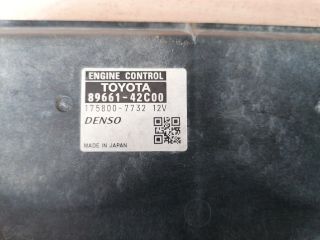 ENGINE CONTROL
TOYOTA
89661-42C00
175800-7732 12V
DENSO
MADE IN JAPAN